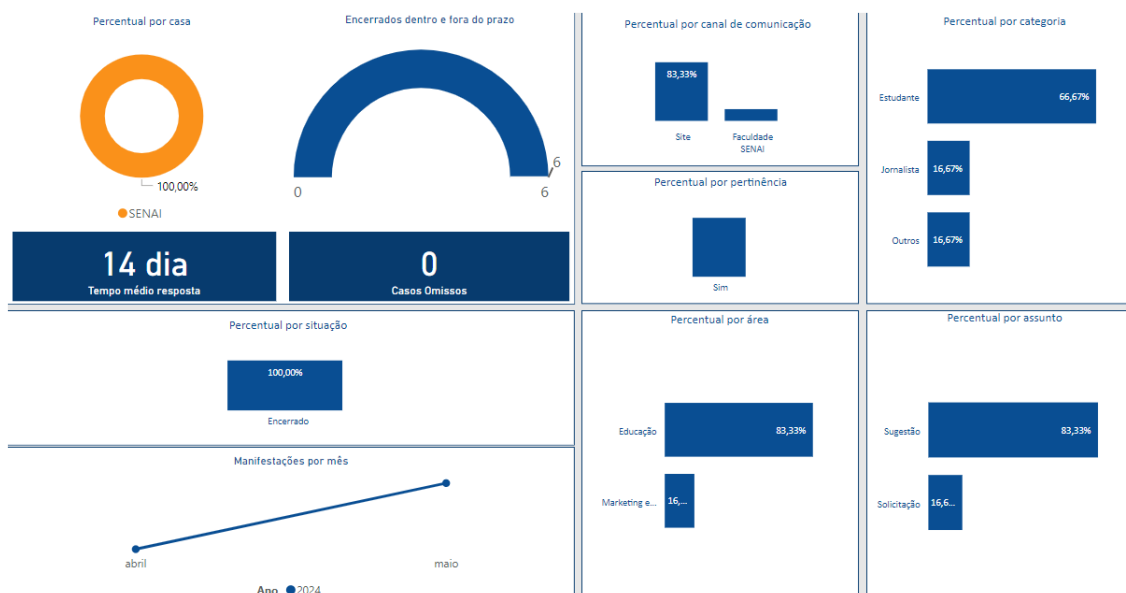 Percentual por casa
100,00%
SENAI
Encerrados dentro e fora do prazo
0
6
6
14 dia
Tempo médio resposta
0
Casos Omissos
Percentual por canal de comunicação
83,33%
Site
Faculdade
SENAI
Percentual por pertinência
Sim
Percentual por categoria
Estudante
66,67%
Jornalista
16,67%
Outros
16,67%
Percentual por situação
100,00%
Encerrado
Manifestações por mês
abril
maio
Ano
2024
Percentual por área
Educação
83,33%
Marketing e...
16,...
Percentual por assunto
Sugestão
83,33%
Solicitação
16,6...